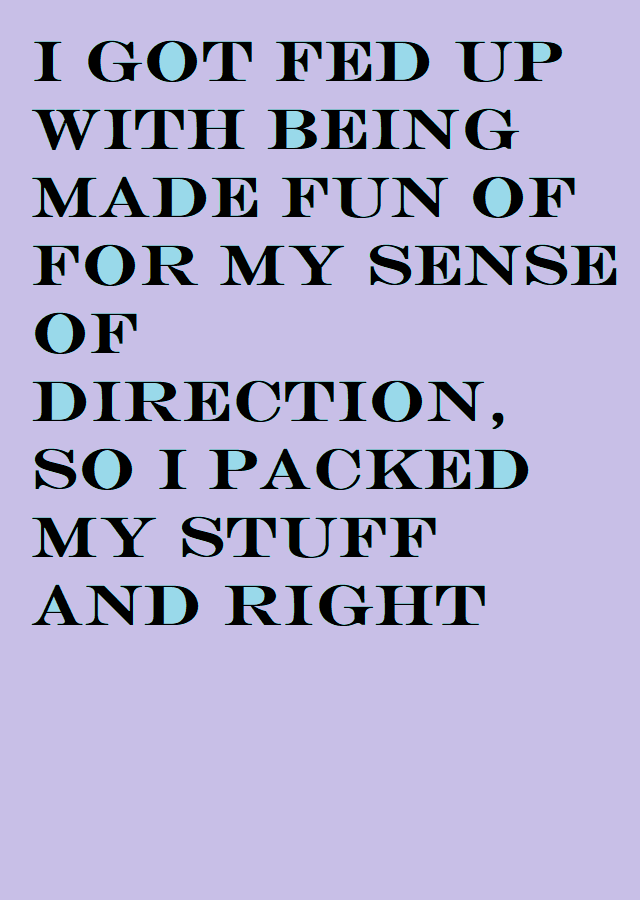 I GOT FED UP
WITH BEING
MADE FUN OF
FOR MY SENSE
OF
DIRECTION,
SO I PACKED
MY STUFF
AND RIGHT